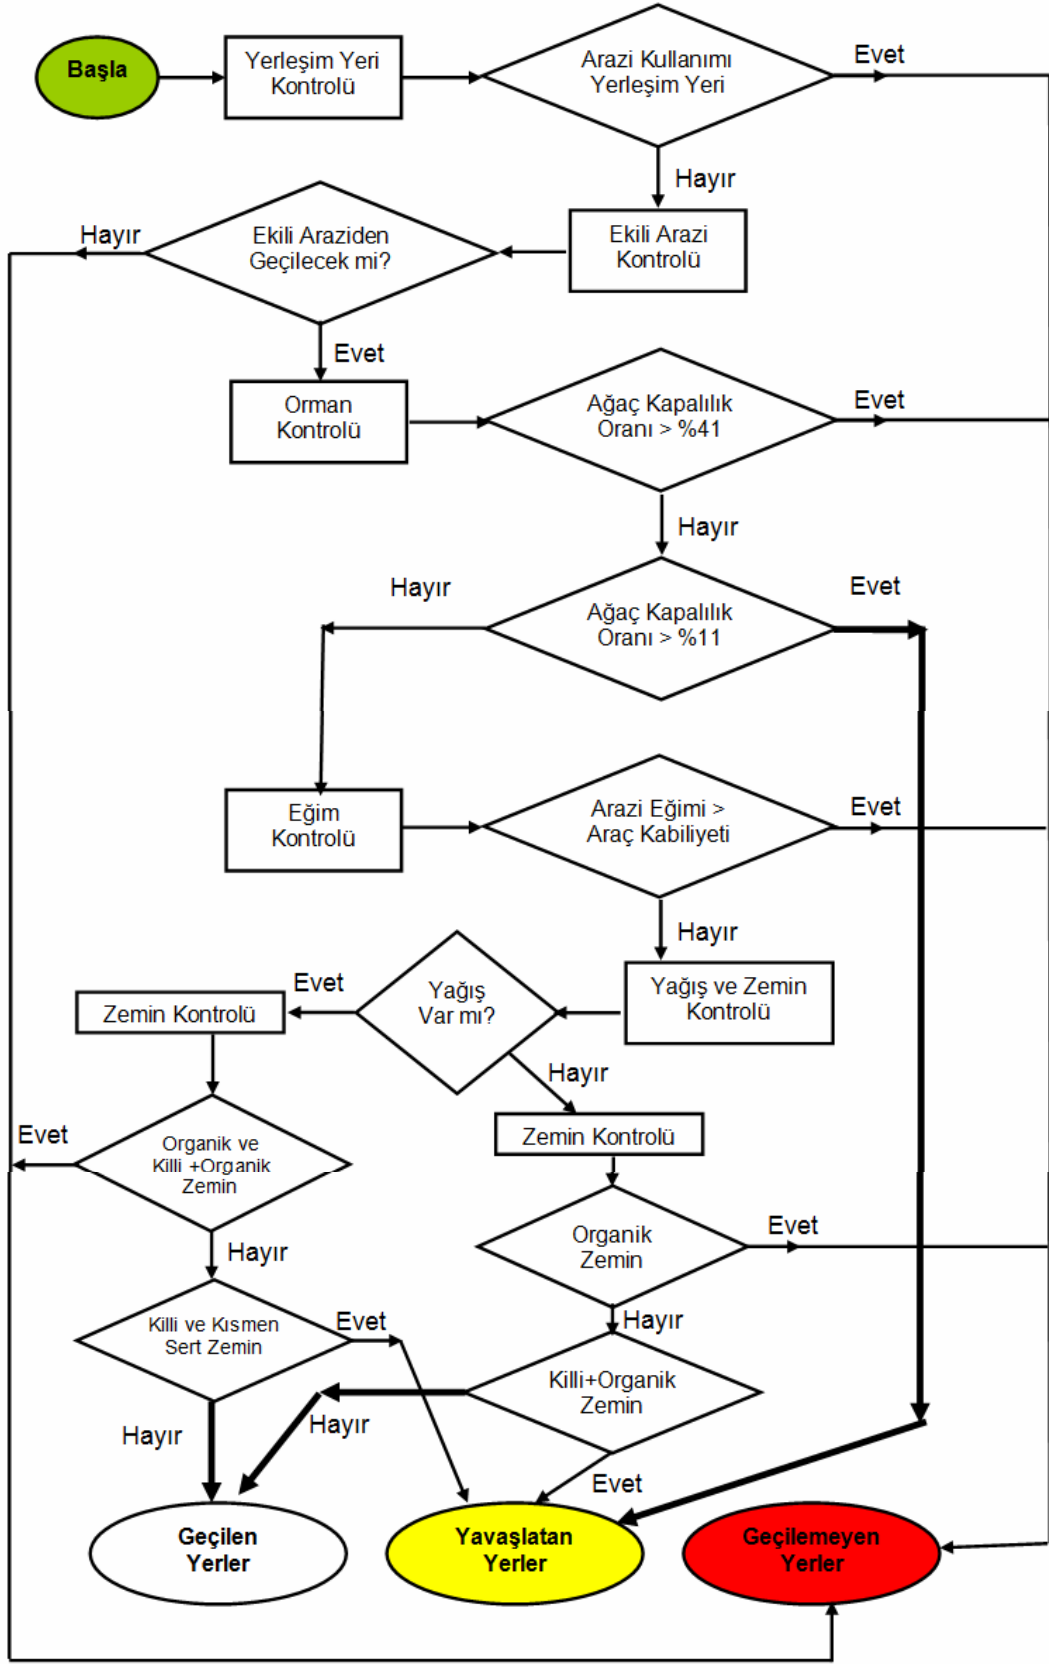 Başla
Yerleşim Yeri
Kontrolü
Arazi Kullanımı
Yerleşim Yeri
Evet
Hayır
Ekili Arazi
Kontrolü
Ekili Araziden
Geçilecek mi?
Hayır
Evet
Orman
Kontrolü
Ağaç Kapalılık
Oranı > %41
Evet
Hayır
Ağaç Kapalılık
Oranı > %11
Hayır
Evet
Eğim
Kontrolü
Arazi Eğimi >
Araç Kabiliyeti
Evet
Hayır
Yağış ve Zemin
Kontrolü
Yağış
Var mı?
Evet
Hayır
Zemin Kontrolü
Zemin Kontrolü
Organik ve
Killi +Organik
Zemin
Evet
Hayır
Organik
Zemin
Evet
Hayır
Killi ve Kısmen
Sert Zemin
Evet
Hayır
Killi+Organik
Zemin
Hayır
Evet
Geçilen
Yerler
Yavaşlatan
Yerler
Geçilemeyen
Yerler